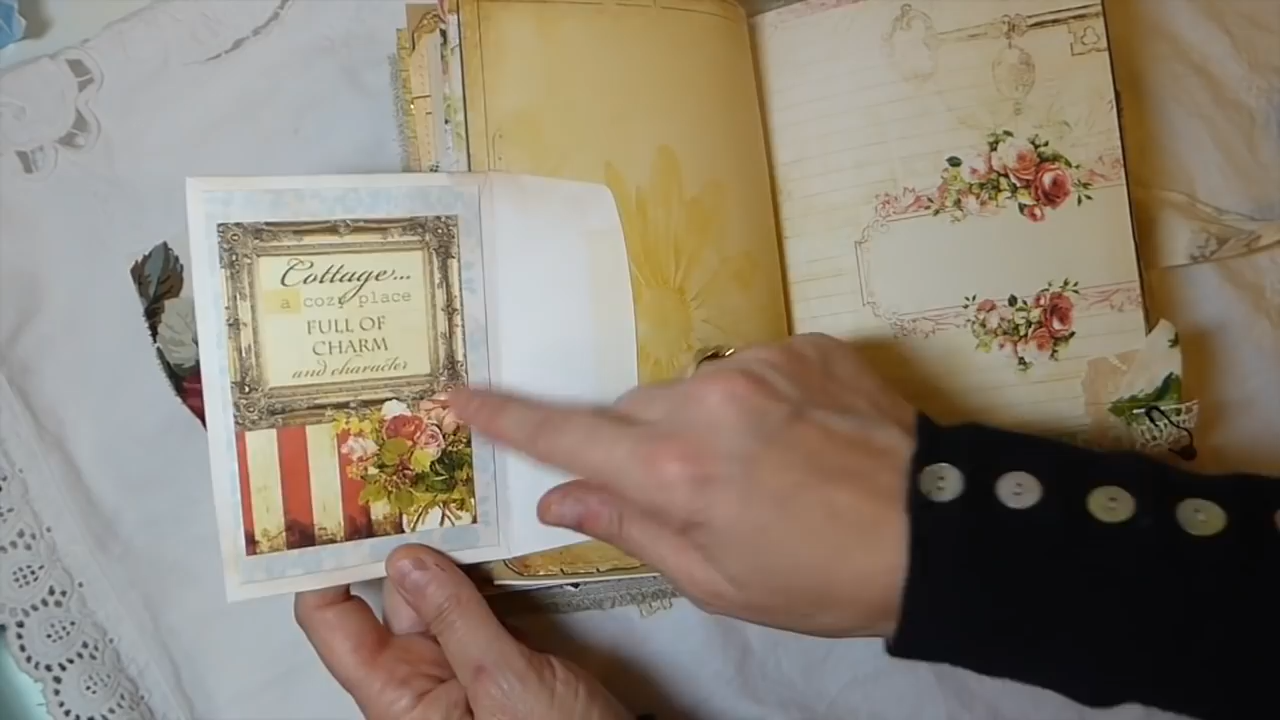 Cottage...
a cozy place
FULL OF
CHARM
and character